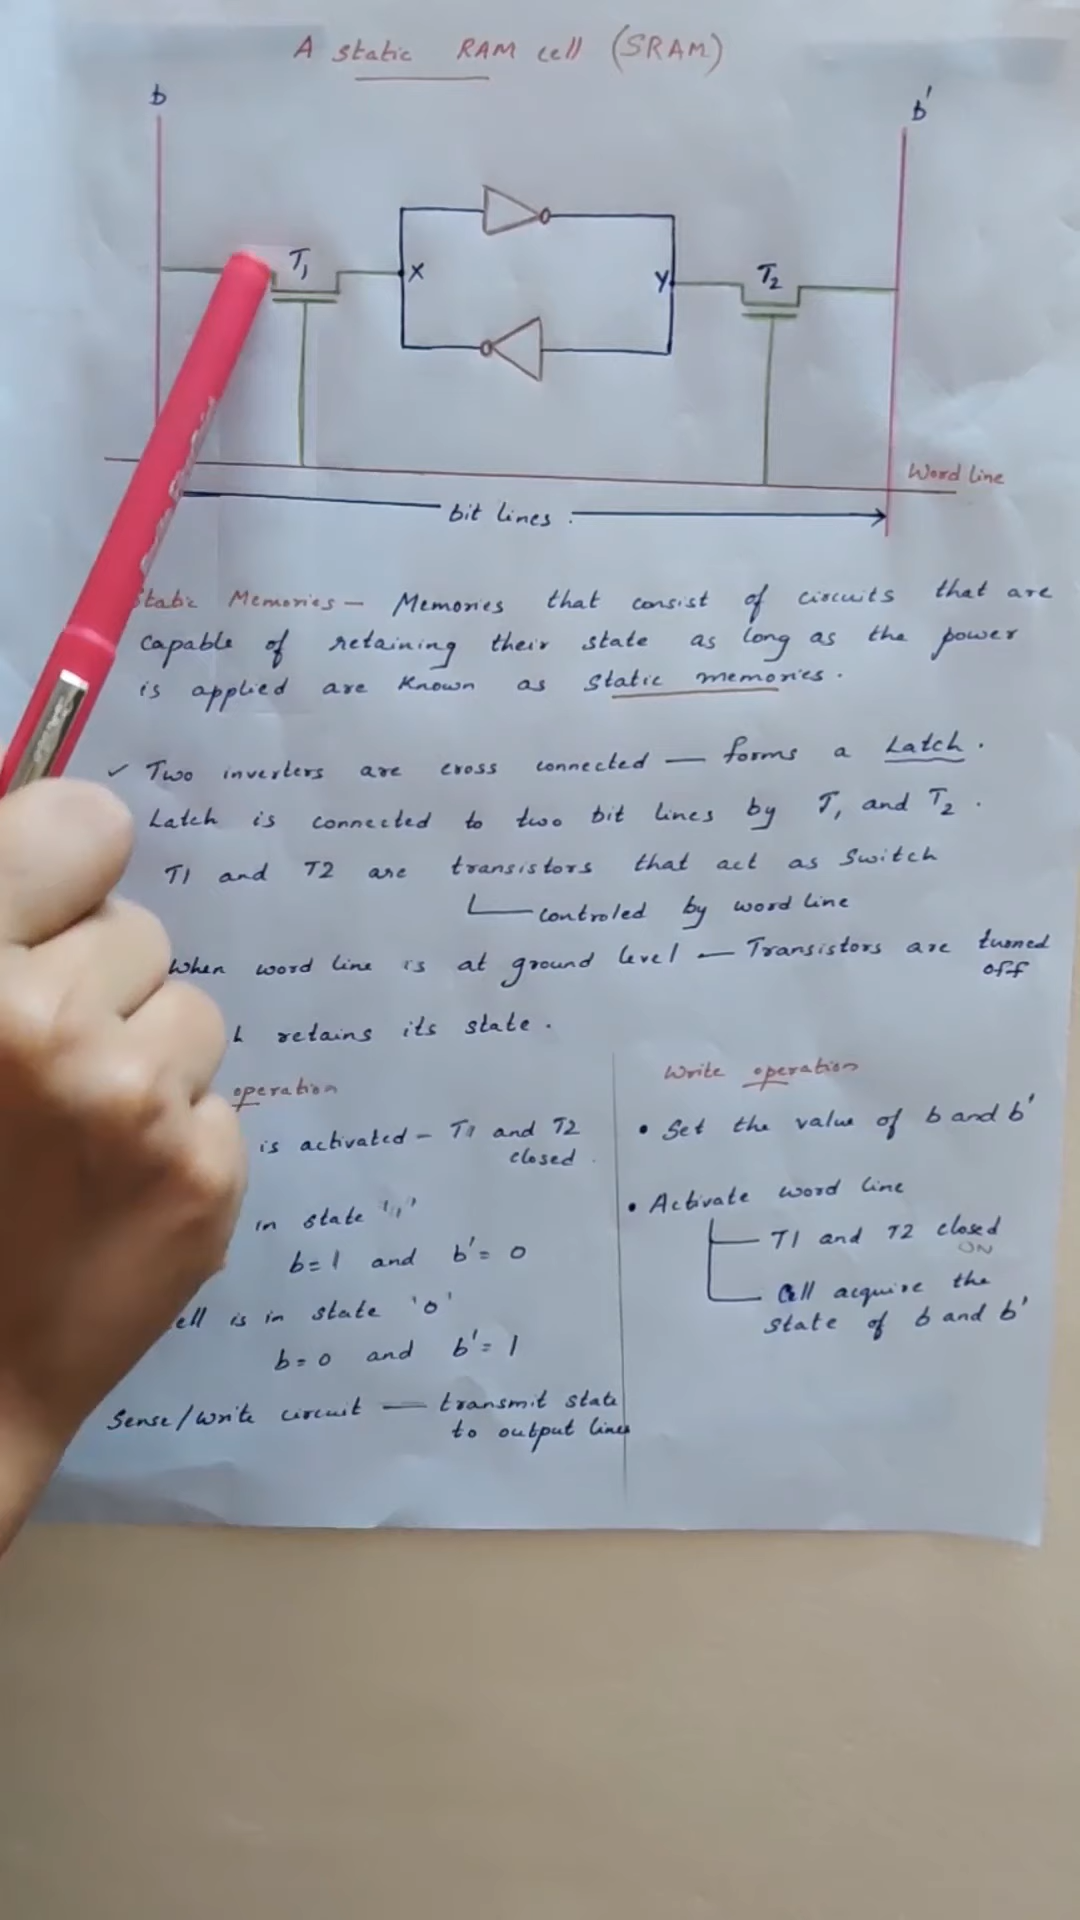 A static RAM cell (SRAM)
b
b'
T1
X
Y
T2
Word line
bit lines.
Static Memories — Memories that consist of circuits that are
capable of retaining their state as long as the power
is applied are known as static memories.
✓ Two inverters are cross connected — forms a Latch.
Latch is connected to two bit lines by T1 and T2.
T1 and T2 are transistors that act as switch
controled by word line
When word line is at ground level — Transistors are turned
off
retains its state.
operation
is activated — T1 and T2
closed.
in state '1'
b=1 and b'=0
is in state '0'
b=0 and b'=1
Sense/Write circuit — transmit state
to output lines
Write operation
• Set the value of b and b'
• Activate word line
T1 and T2 closed
ON
Cell acquire the
state of b and b'